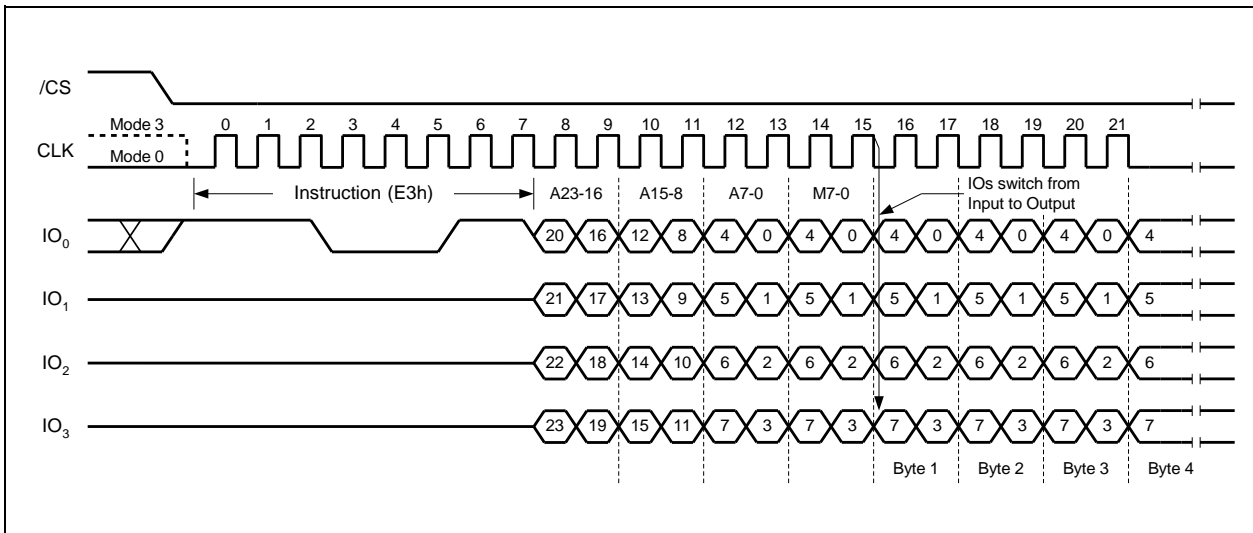 /CS
Mode 3
0 1 2 3 4 5 6 7 8 9 10 11 12 13 14 15 16 17 18 19 20 21
CLK
Mode 0
Instruction (E3h) A23-16 A15-8 A7-0 M7-0
IOs switch from
Input to Output
IO0 20 16 12 8 4 0 4 0 4 0 4 0 4 0 4
IO1 21 17 13 9 5 1 5 1 5 1 5 1 5 1 5
IO2 22 18 14 10 6 2 6 2 6 2 6 2 6 2 6
IO3 23 19 15 11 7 3 7 3 7 3 7 3 7 3 7
Byte 1 Byte 2 Byte 3 Byte 4